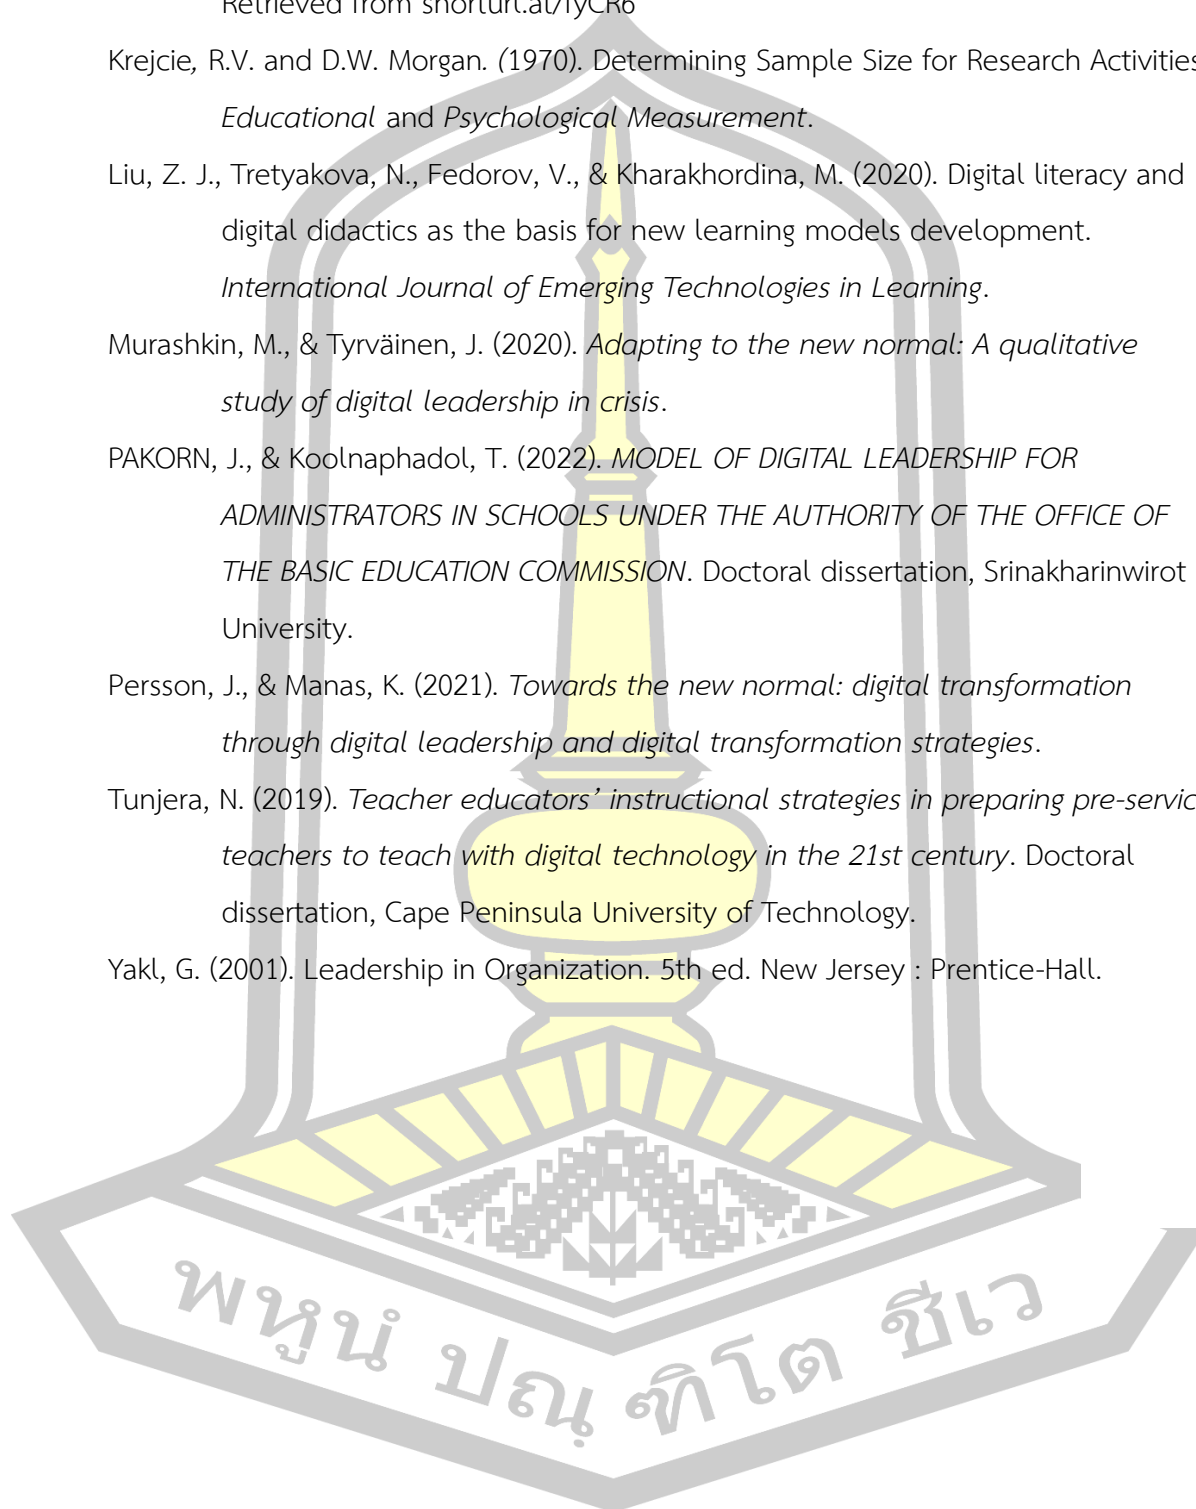 Retrieved from shorturl.at/fyCR6
Krejcie, R.V. and D.W. Morgan. (1970). Determining Sample Size for Research Activities
Educational and Psychological Measurement.
Liu, Z. J., Tretyakova, N., Fedorov, V., & Kharakhordina, M. (2020). Digital literacy and
digital didactics as the basis for new learning models development.
International Journal of Emerging Technologies in Learning.
Murashkin, M., & Tyrväinen, J. (2020). Adapting to the new normal: A qualitative
study of digital leadership in crisis.
PAKORN, J., & Koolnaphadol, T. (2022). MODEL OF DIGITAL LEADERSHIP FOR
ADMINISTRATORS IN SCHOOLS UNDER THE AUTHORITY OF THE OFFICE OF
THE BASIC EDUCATION COMMISSION. Doctoral dissertation, Srinakharinwirot
University.
Persson, J., & Manas, K. (2021). Towards the new normal: digital transformation
through digital leadership and digital transformation strategies.
Tunjera, N. (2019). Teacher educators’ instructional strategies in preparing pre-servic
teachers to teach with digital technology in the 21st century. Doctoral
dissertation, Cape Peninsula University of Technology.
Yakl, G. (2001). Leadership in Organization. 5th ed. New Jersey : Prentice-Hall.
พหูนํ ปณฺ ฑิโต ชีเว